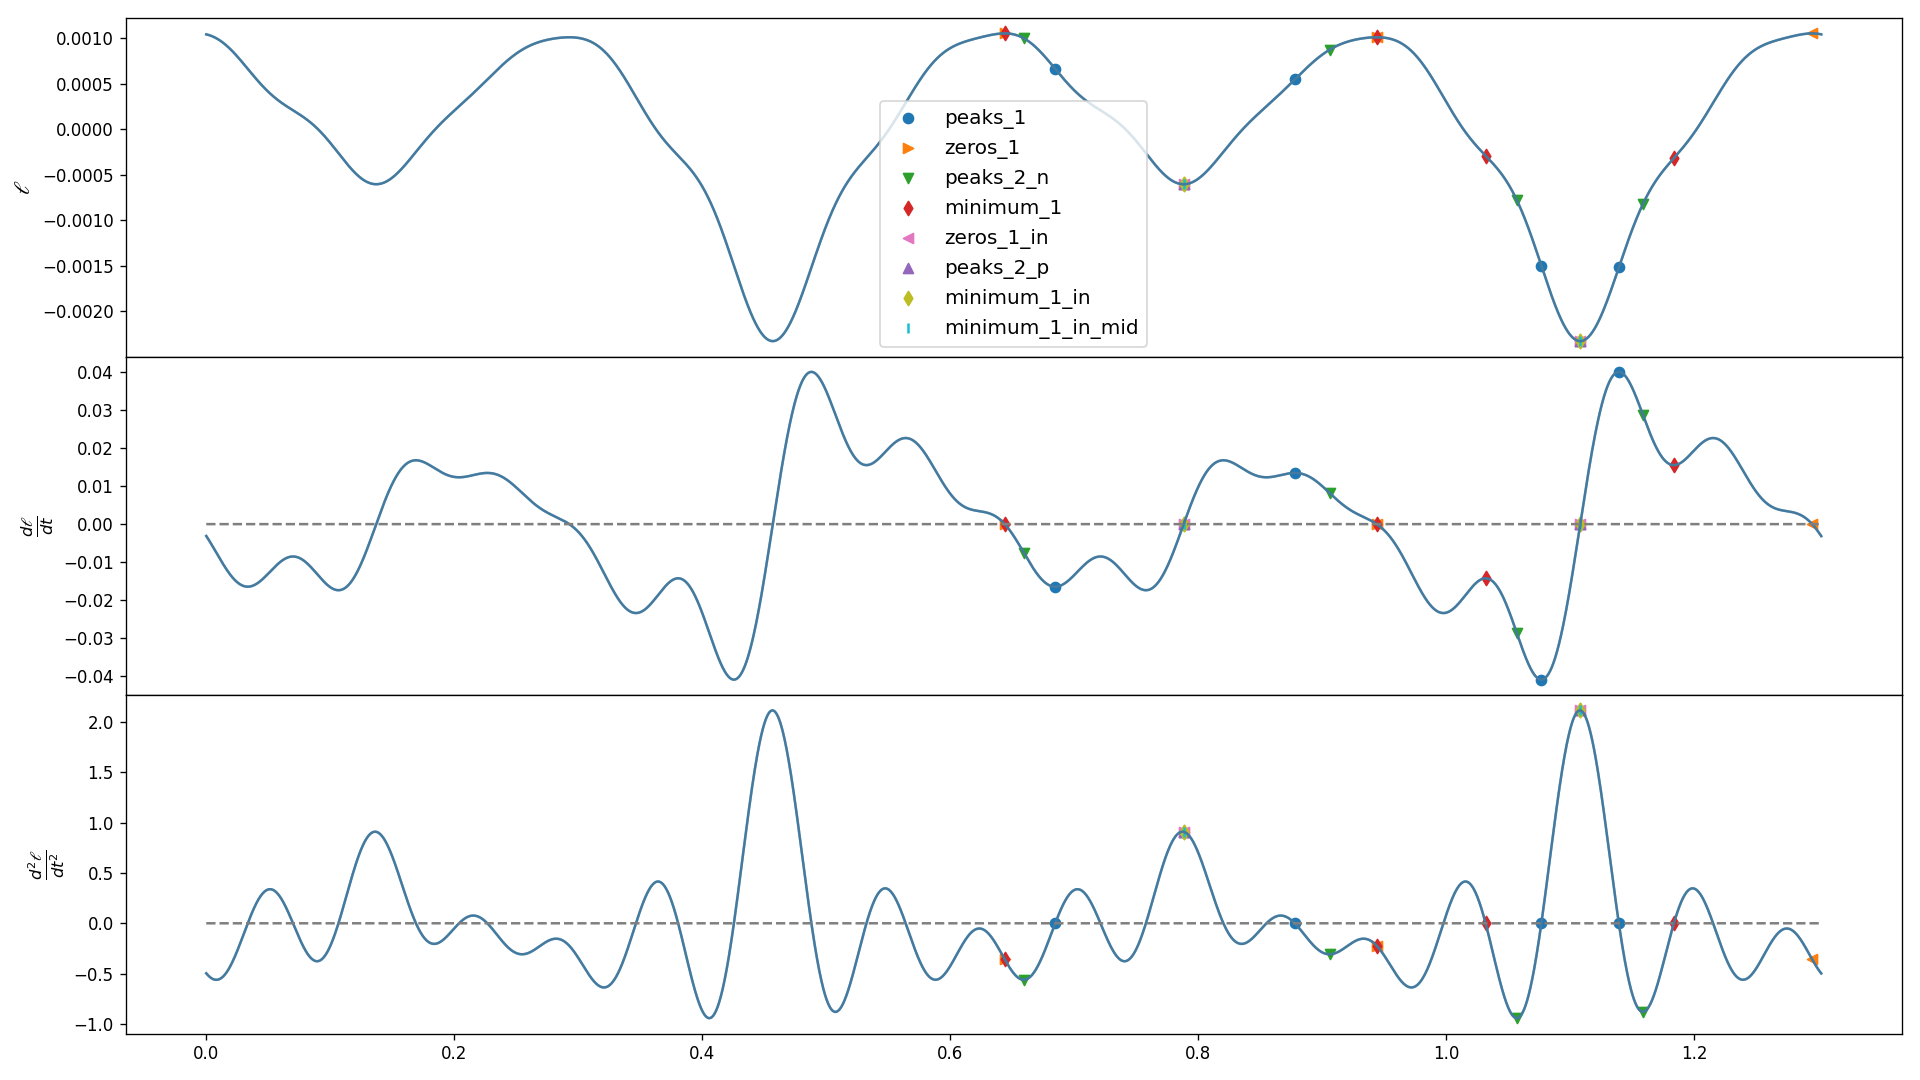 0.0010
0.0005
0.0000
−0.0005
−0.0010
−0.0015
−0.0020
ℓ
peaks_1
zeros_1
peaks_2_n
minimum_1
zeros_1_in
peaks_2_p
minimum_1_in
minimum_1_in_mid
0.04
0.03
0.02
0.01
0.00
−0.01
−0.02
−0.03
−0.04
dℓ
dt
2.0
1.5
1.0
0.5
0.0
−0.5
−1.0
d²ℓ
dt²
0.0 0.2 0.4 0.6 0.8 1.0 1.2